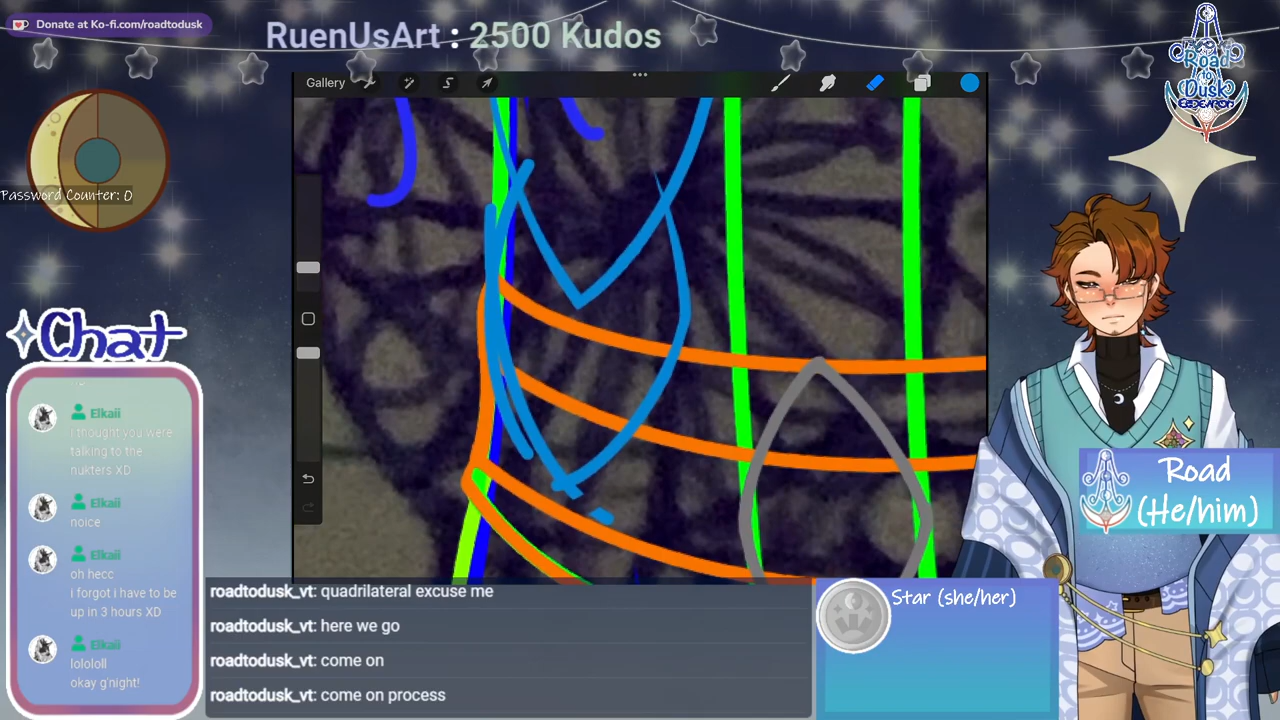 Donate at Ko-fi.com/roadtodusk
RuenUsArt : 2500 Kudos
Road
to
Dusk
Gallery
Password Counter: 0
Chat
Elkaii
i thought you were
talking to the
nukters XD
Elkaii
noice
Elkaii
oh hecc
i forgot i have to be
up in 3 hours XD
Elkaii
lolololl
okay g'night!
roadtodusk_vt: quadrilateral excuse me
roadtodusk_vt: here we go
roadtodusk_vt: come on
roadtodusk_vt: come on process
Star (she/her)
Road
(He/him)